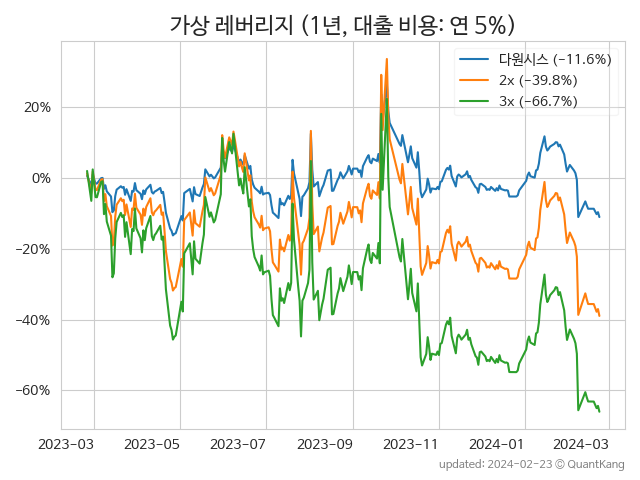 가상 레버리지 (1년, 대출 비용: 연 5%)
다원시스 (−11.6%)
2x (−39.8%)
3x (−66.7%)
20%
0%
−20%
−40%
−60%
2023-03 2023-05 2023-07 2023-09 2023-11 2024-01 2024-03
updated: 2024-02-23 © QuantKang